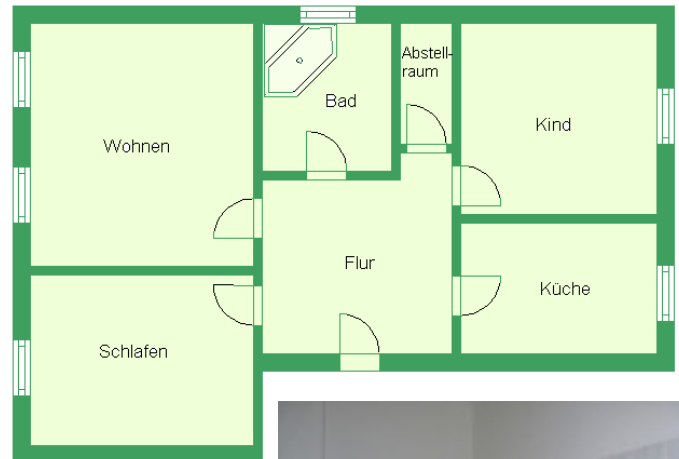 Abstell-
raum
Bad
Kind
Wohnen
Flur
Küche
Schlafen